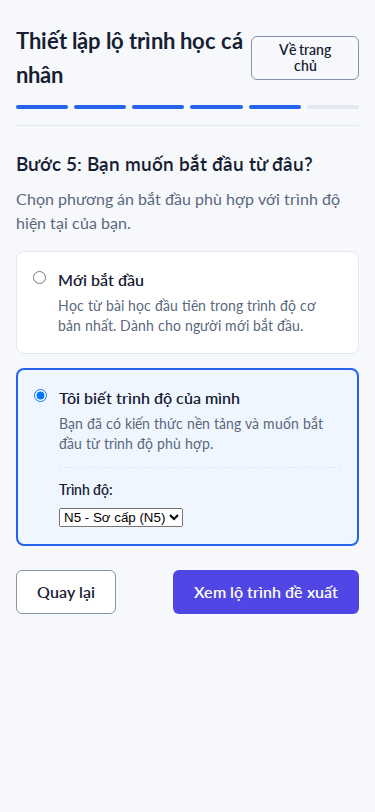 Thiết lập lộ trình học cá
nhân
Về trang
chủ
Bước 5: Bạn muốn bắt đầu từ đâu?
Chọn phương án bắt đầu phù hợp với trình độ
hiện tại của bạn.
Mới bắt đầu
Học từ bài học đầu tiên trong trình độ cơ
bản nhất. Dành cho người mới bắt đầu.
Tôi biết trình độ của mình
Bạn đã có kiến thức nền tảng và muốn bắt
đầu từ trình độ phù hợp.
Trình độ:
N5 - Sơ cấp (N5)
Quay lại
Xem lộ trình đề xuất